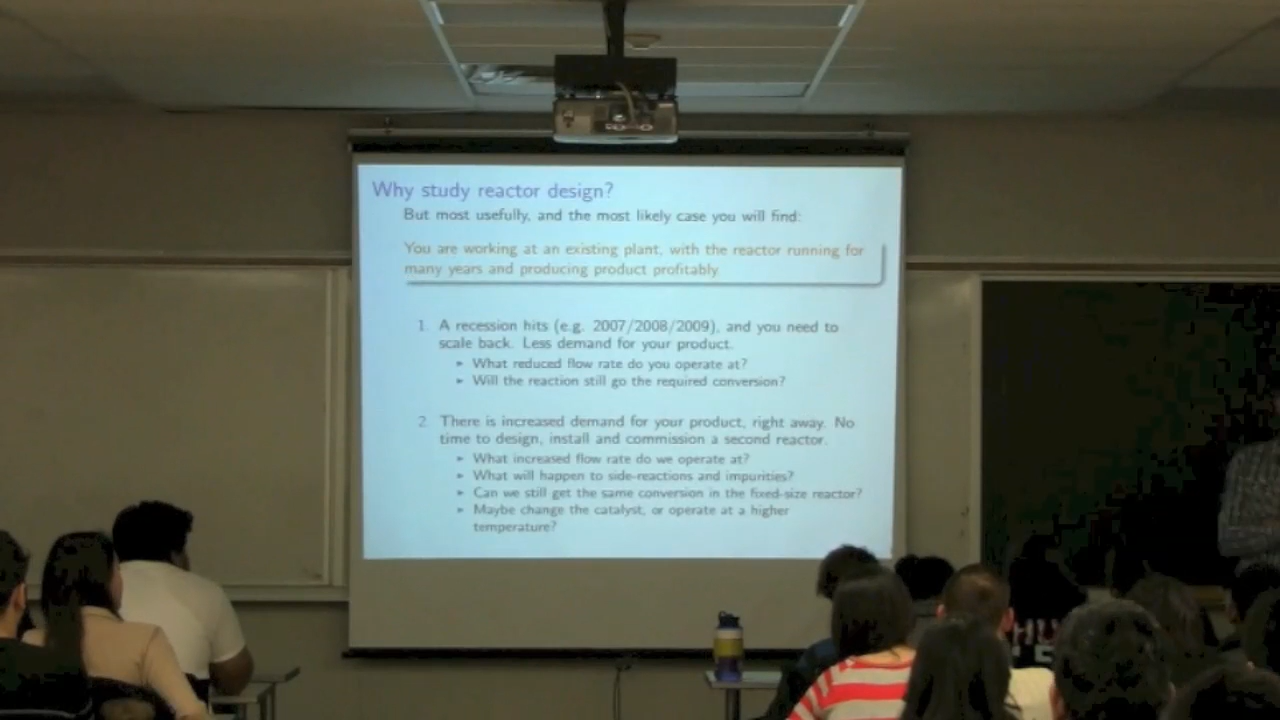 Why study reactor design?
But most usefully, and the most likely case you will find:
You are working at an existing plant, with the reactor running for
many years and producing product profitably.
1. A recession hits (e.g. 2007/2008/2009), and you need to
scale back. Less demand for your product.
What reduced flow rate do you operate at?
Will the reaction still go the required conversion?
2. There is increased demand for your product, right away. No
time to design, install and commission a second reactor.
What increased flow rate do we operate at?
What will happen to side-reactions and impurities?
Can we still get the same conversion in the fixed-size reactor?
Maybe change the catalyst, or operate at a higher
temperature?